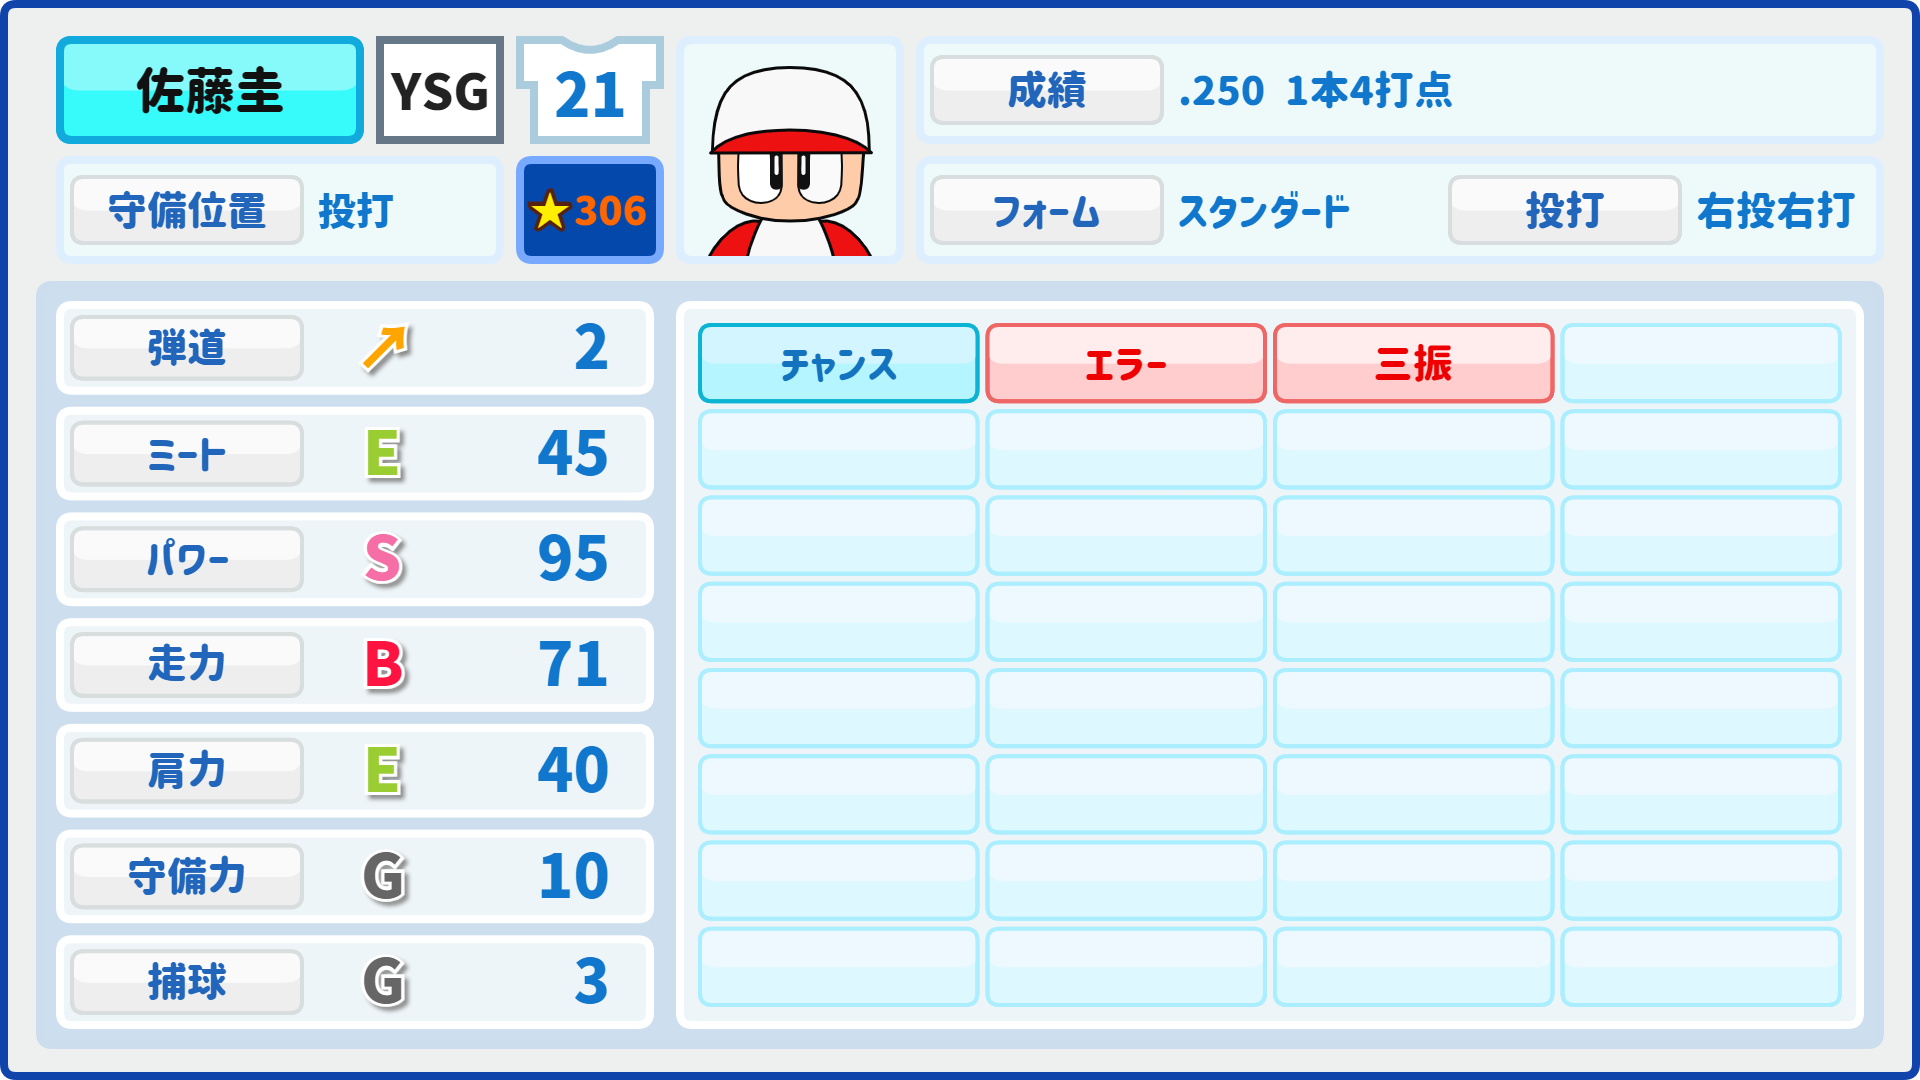 佐藤圭
YSG
21
成績 .250 1本4打点
守備位置 投打
★306
フォーム スタンダード 投打 右投右打
弾道 ↗ 2
ミート E 45
パワー S 95
走力 B 71
肩力 E 40
守備力 G 10
捕球 G 3
チャンス エラー 三振